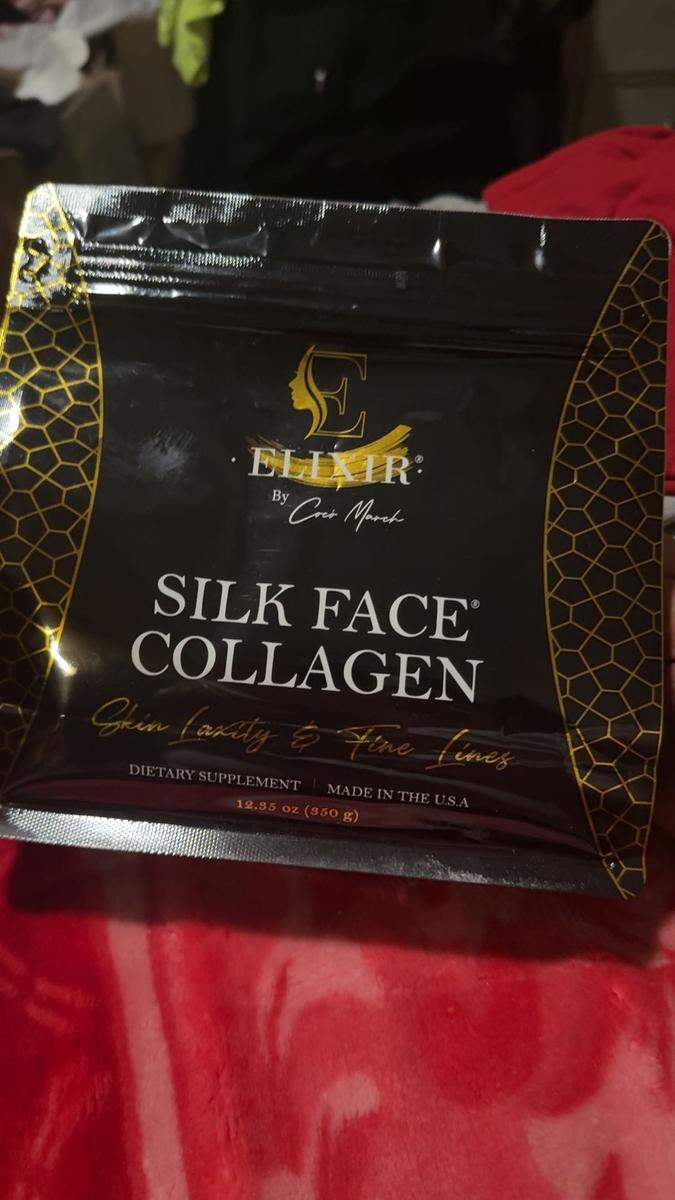 E
ELIXIR®
By Coco March
SILK FACE®
COLLAGEN
Skin Laxity & Fine Lines
DIETARY SUPPLEMENT | MADE IN THE U.S.A
12.35 oz (350 g)